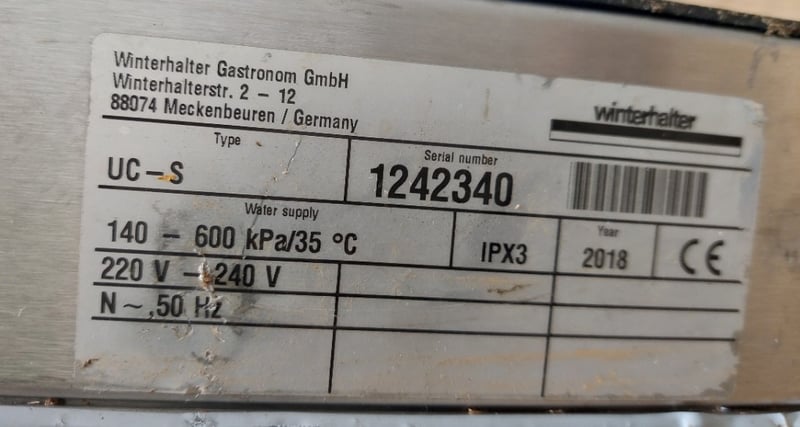 Winterhalter Gastronom GmbH
Winterhalterstr. 2 - 12
88074 Meckenbeuren / Germany
winterhalter
Type
UC-S
Serial number
1242340
Water supply
140 - 600 kPa/35 °C
IPX3
Year
2018
CE
220 V - 240 V
N ~, 50 Hz